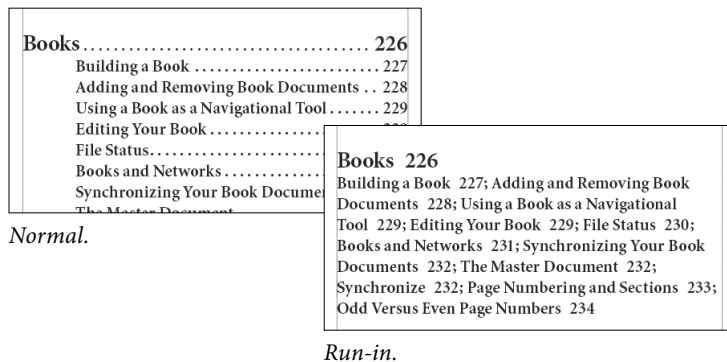 Books . . . . . . . . . . . . . . . . . . . . . . . . . . . . . . . . . . . . 226
Building a Book . . . . . . . . . . . . . . . . . . . . . . . . . 227
Adding and Removing Book Documents . . 228
Using a Book as a Navigational Tool . . . . . . . 229
Editing Your Book . . . . . . . . . . . . . . . .
File Status. . . . . . . . . . . . . . . . . . . . . . .
Books and Networks . . . . . . . . . . . . . .
Synchronizing Your Book
The Master Document
Normal.
Books 226
Building a Book 227; Adding and Removing Book
Documents 228; Using a Book as a Navigational
Tool 229; Editing Your Book 229; File Status 230;
Books and Networks 231; Synchronizing Your Book
Documents 232; The Master Document 232;
Synchronize 232; Page Numbering and Sections 233;
Odd Versus Even Page Numbers 234
Run-in.